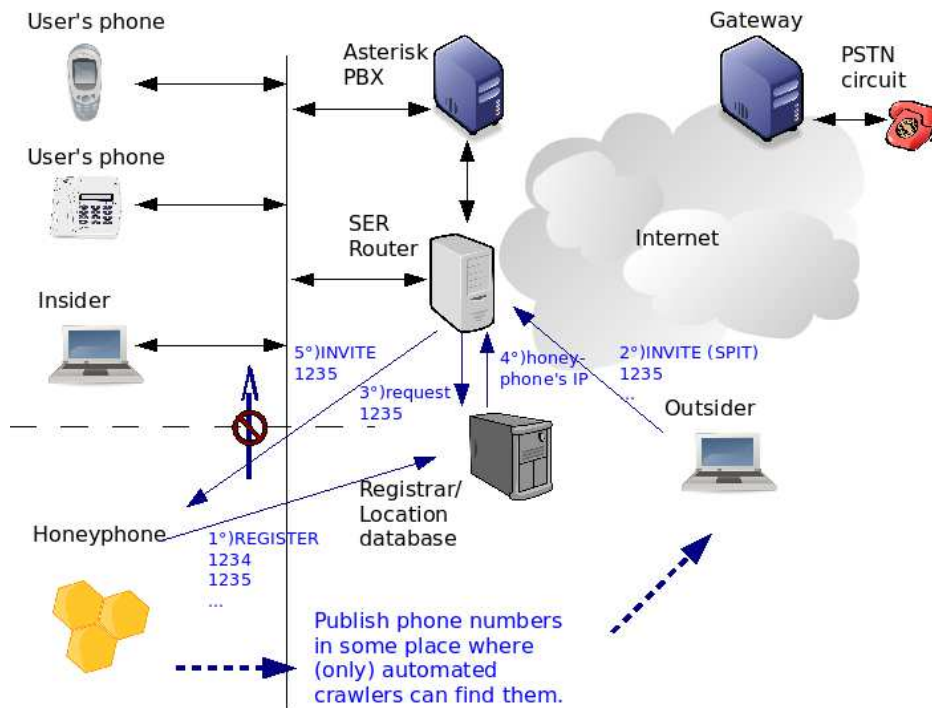 User's phone
Asterisk
PBX
Gateway
PSTN
circuit
User's phone
SER
Router
Internet
Insider
5°)INVITE
1235
3°)request
1235
4°)honey-
phone's IP
2°)INVITE (SPIT)
1235
...
Outsider
Registrar/
Location
database
Honeyphone
1°)REGISTER
1234
1235
...
Publish phone numbers
in some place where
(only) automated
crawlers can find them.